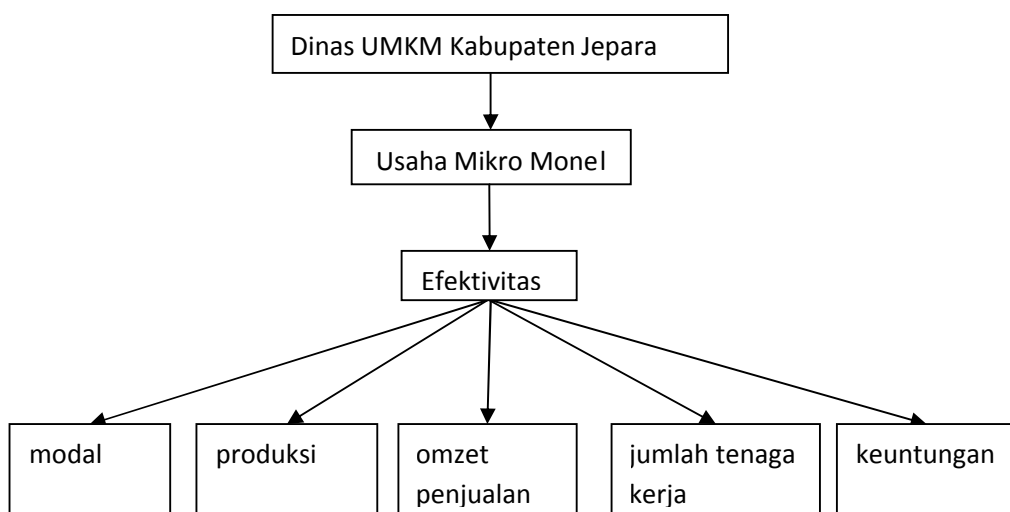 Dinas UMKM Kabupaten Jepara
Usaha Mikro Monel
Efektivitas
modal
produksi
omzet
penjualan
jumlah tenaga
kerja
keuntungan